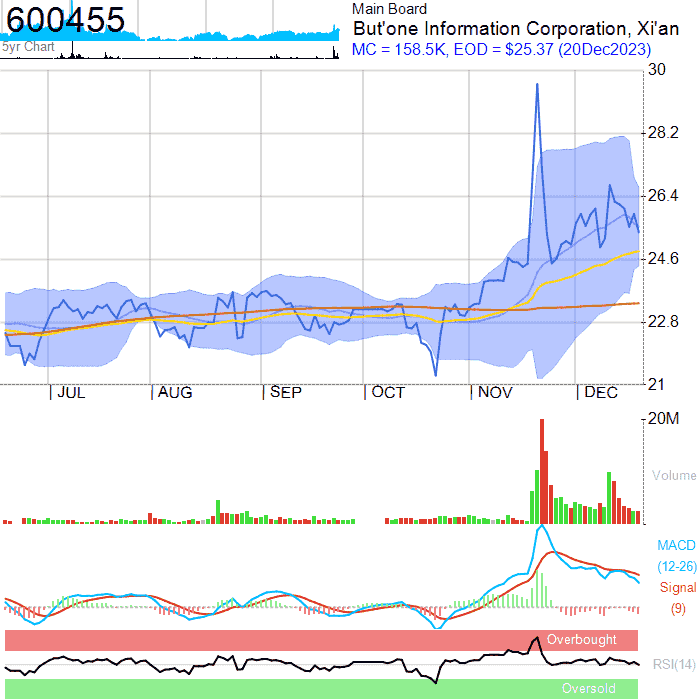 600455
5yr Chart
Main Board
But'one Information Corporation, Xi'an
MC = 158.5K, EOD = $25.37 (20Dec2023)
30
28.2
26.4
24.6
22.8
21
JUL
AUG
SEP
OCT
NOV
DEC
20M
Volume
MACD
(12-26)
Signal
(9)
Overbought
RSI(14)
Oversold